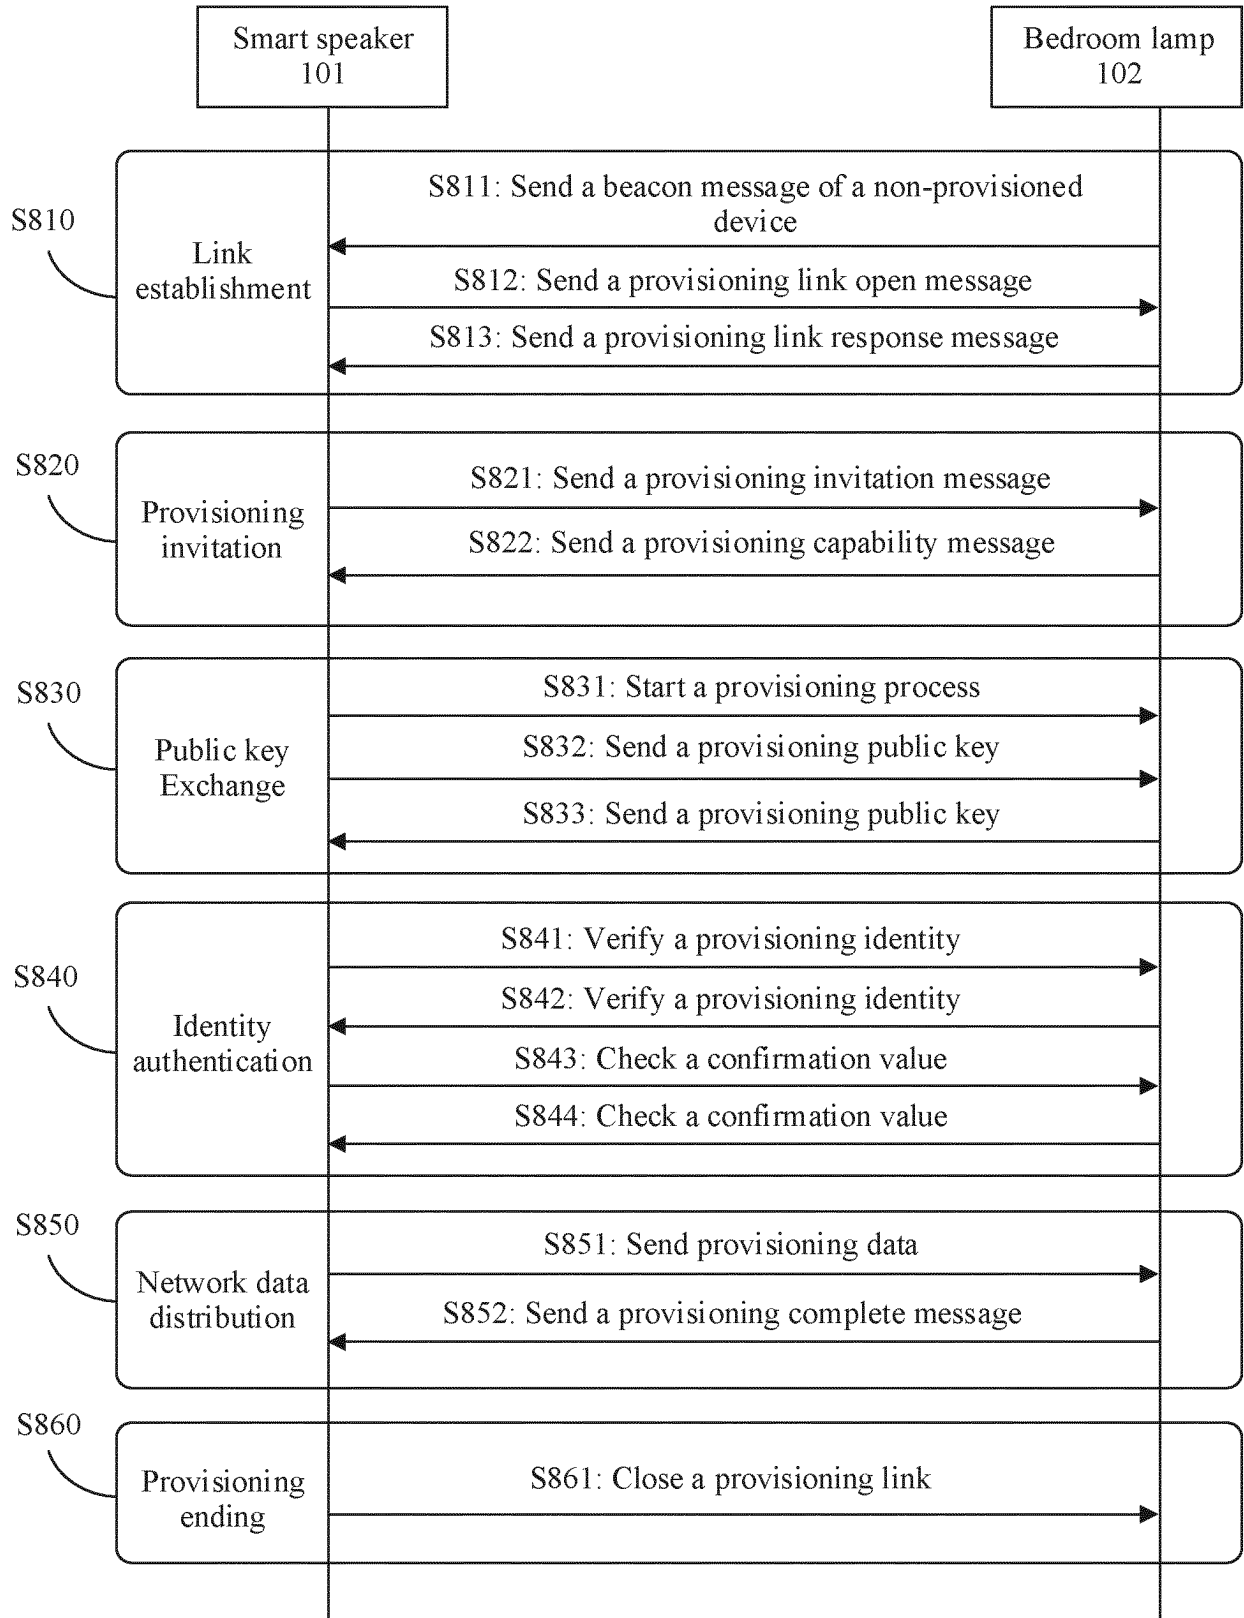 Smart speaker
101
Bedroom lamp
102
S810
Link
establishment
S811: Send a beacon message of a non-provisioned
device
S812: Send a provisioning link open message
S813: Send a provisioning link response message
S820
Provisioning
invitation
S821: Send a provisioning invitation message
S822: Send a provisioning capability message
S830
Public key
Exchange
S831: Start a provisioning process
S832: Send a provisioning public key
S833: Send a provisioning public key
S840
Identity
authentication
S841: Verify a provisioning identity
S842: Verify a provisioning identity
S843: Check a confirmation value
S844: Check a confirmation value
S850
Network data
distribution
S851: Send provisioning data
S852: Send a provisioning complete message
S860
Provisioning
ending
S861: Close a provisioning link